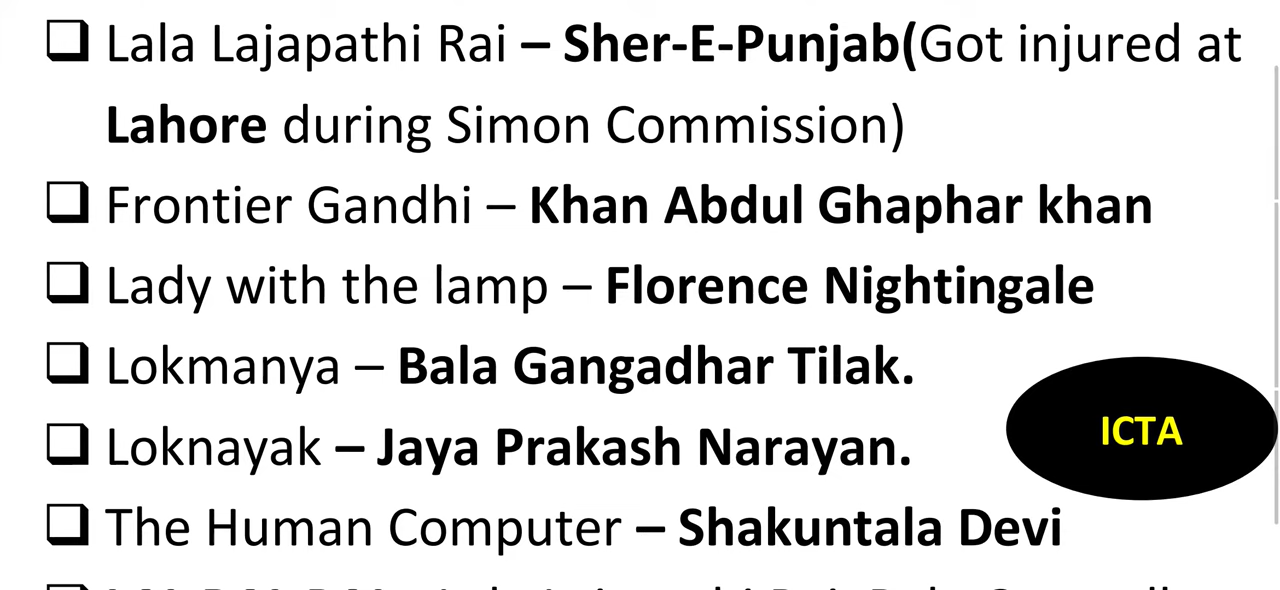 ❑ Lala Lajapathi Rai – Sher-E-Punjab(Got injured at
Lahore during Simon Commission)
❑ Frontier Gandhi – Khan Abdul Ghaphar khan
❑ Lady with the lamp – Florence Nightingale
❑ Lokmanya – Bala Gangadhar Tilak.
ICTA
❑ Loknayak – Jaya Prakash Narayan.
❑ The Human Computer – Shakuntala Devi